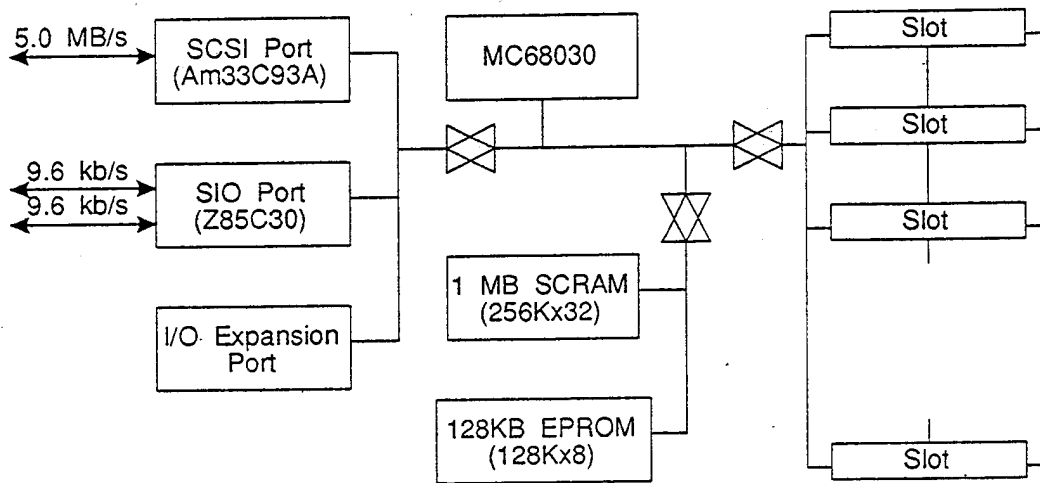 5.0 MB/s
SCSI Port
(Am33C93A)
9.6 kb/s
9.6 kb/s
SIO Port
(Z85C30)
I/O Expansion
Port
MC68030
1 MB SCRAM
(256Kx32)
128KB EPROM
(128Kx8)
Slot
Slot
Slot
Slot